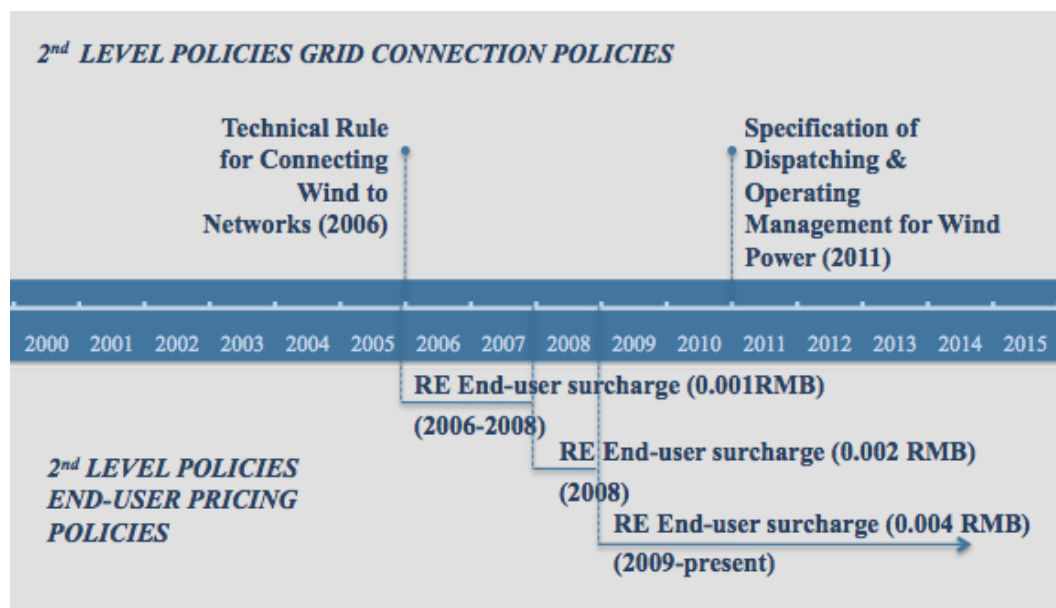 2nd LEVEL POLICIES GRID CONNECTION POLICIES
Technical Rule
for Connecting
Wind to
Networks (2006)
Specification of
Dispatching &
Operating
Management for Wind
Power (2011)
2000 2001 2002 2003 2004 2005 2006 2007 2008 2009 2010 2011 2012 2013 2014 2015
RE End-user surcharge (0.001RMB)
(2006-2008)
RE End-user surcharge (0.002 RMB)
(2008)
2nd LEVEL POLICIES
END-USER PRICING
POLICIES
RE End-user surcharge (0.004 RMB)
(2009-present)